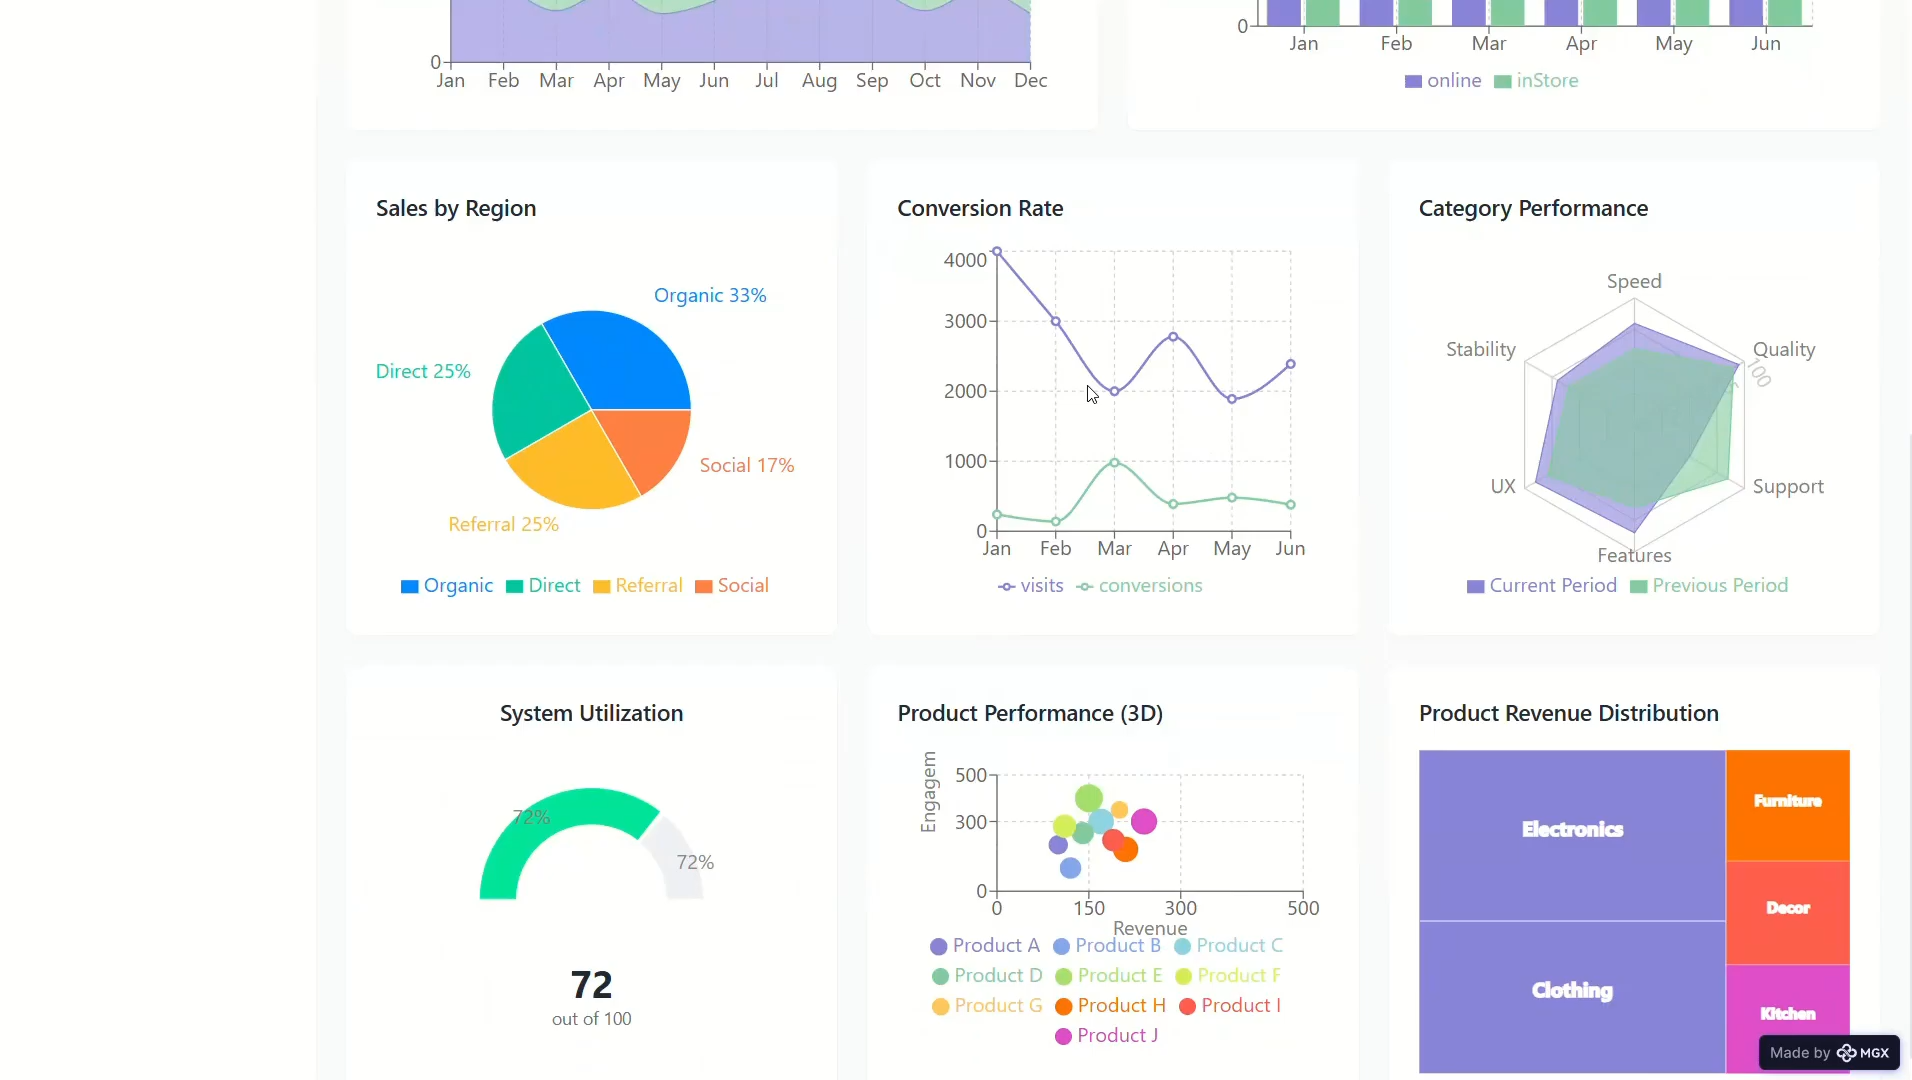 0
Jan Feb Mar Apr May Jun Jul Aug Sep Oct Nov Dec
0
Jan Feb Mar Apr May Jun
online inStore
Sales by Region
Organic 33%
Direct 25%
Social 17%
Referral 25%
Organic Direct Referral Social
Conversion Rate
4000
3000
2000
1000
0
Jan Feb Mar Apr May Jun
visits conversions
Category Performance
Speed
Stability
Quality
100
UX
Support
Features
Current Period Previous Period
System Utilization
72%
72%
72
out of 100
Product Performance (3D)
Engagem
500
300
0
0 150 300 500
Revenue
Product A Product B Product C
Product D Product E Product F
Product G Product H Product I
Product J
Product Revenue Distribution
Electronics
Furniture
Decor
Clothing
Kitchen
Made by MGX